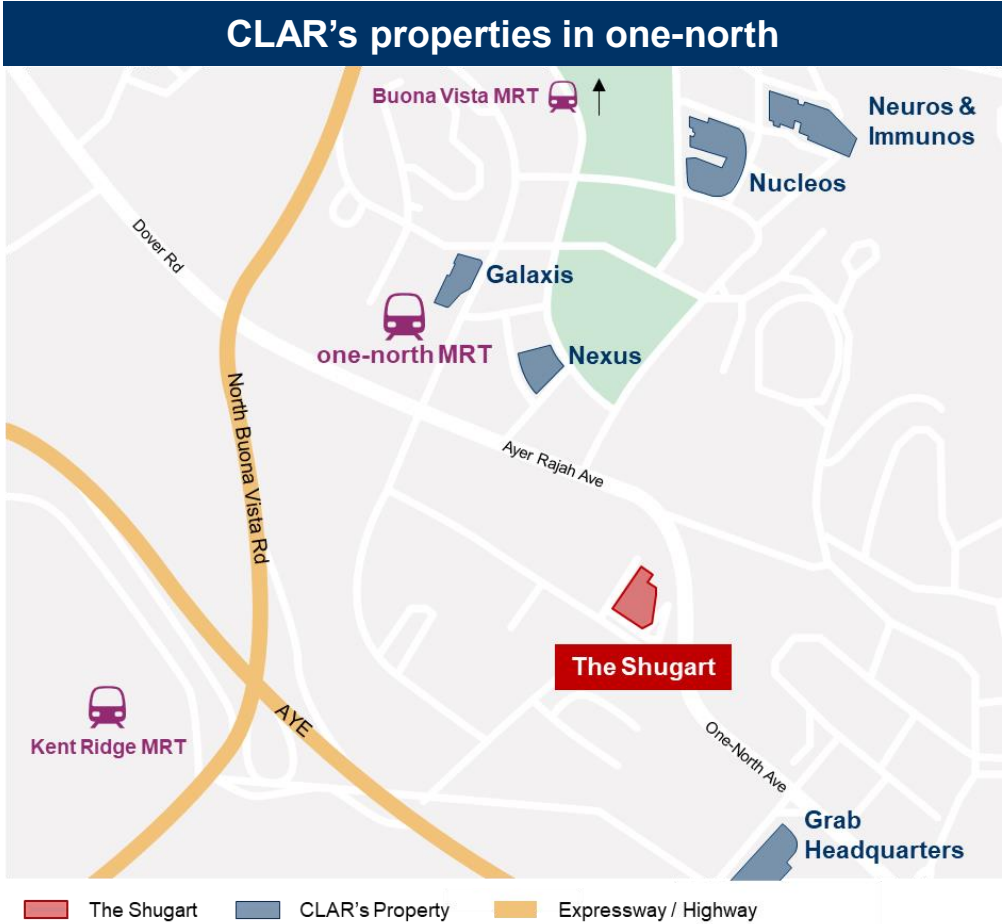 CLAR's properties in one-north
Buona Vista MRT
Neuros &
Immunos
Nucleos
Dover Rd
Galaxis
one-north MRT
Nexus
North Buona Vista Rd
Ayer Rajah Ave
The Shugart
Kent Ridge MRT
AYE
One-North Ave
Grab
Headquarters
The Shugart
CLAR's Property
Expressway / Highway